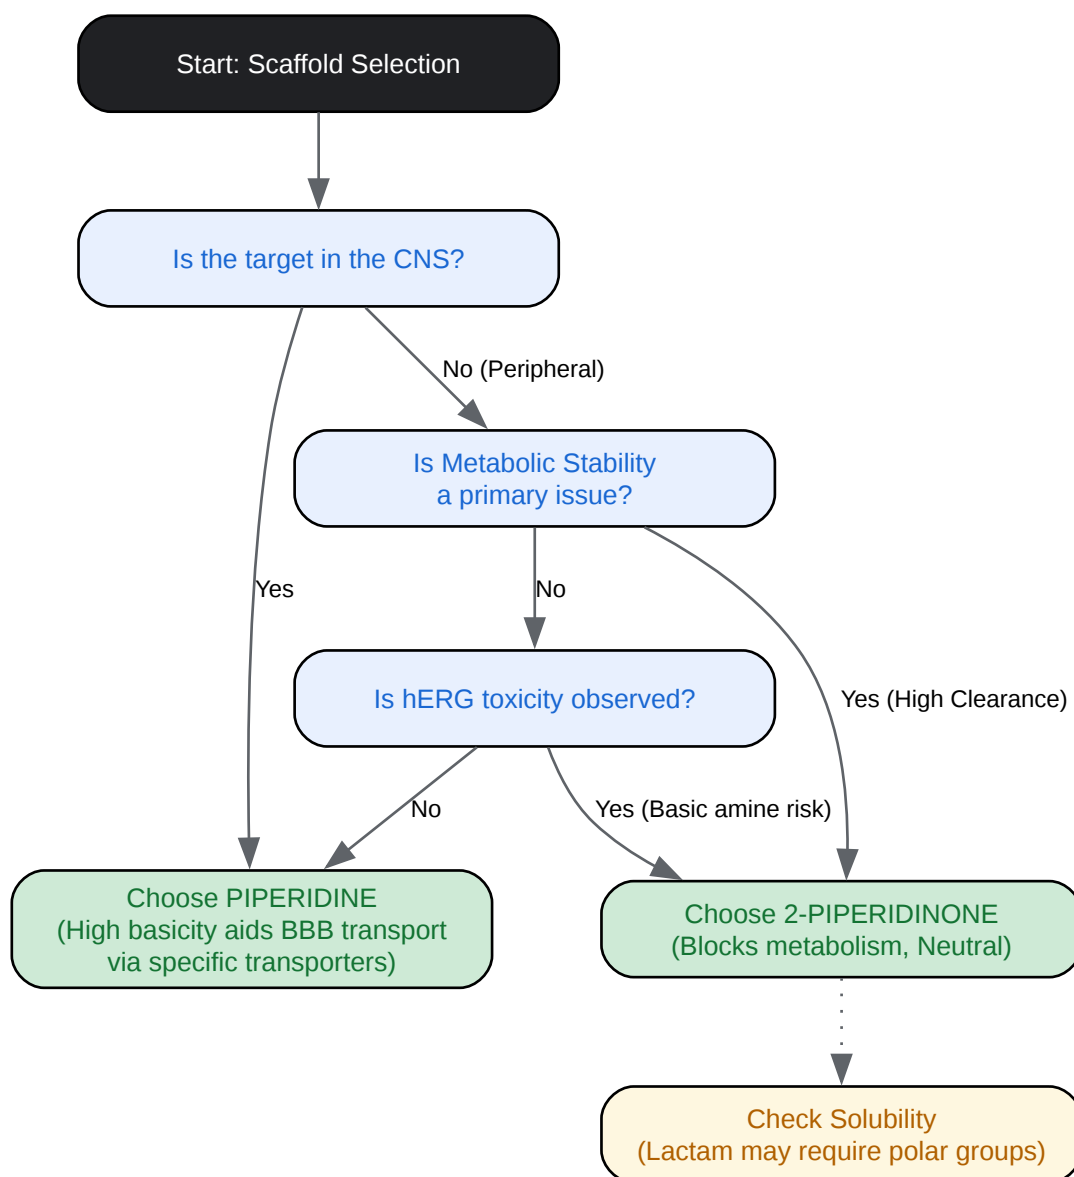 Start: Scaffold Selection
Is the target in the CNS?
No (Peripheral)
Is Metabolic Stability
a primary issue?
Yes
No
Is hERG toxicity observed?
Yes (High Clearance)
No
Yes (Basic amine risk)
Choose PIPERIDINE
(High basicity aids BBB transport
via specific transporters)
Choose 2-PIPERIDINONE
(Blocks metabolism, Neutral)
Check Solubility
(Lactam may require polar groups)